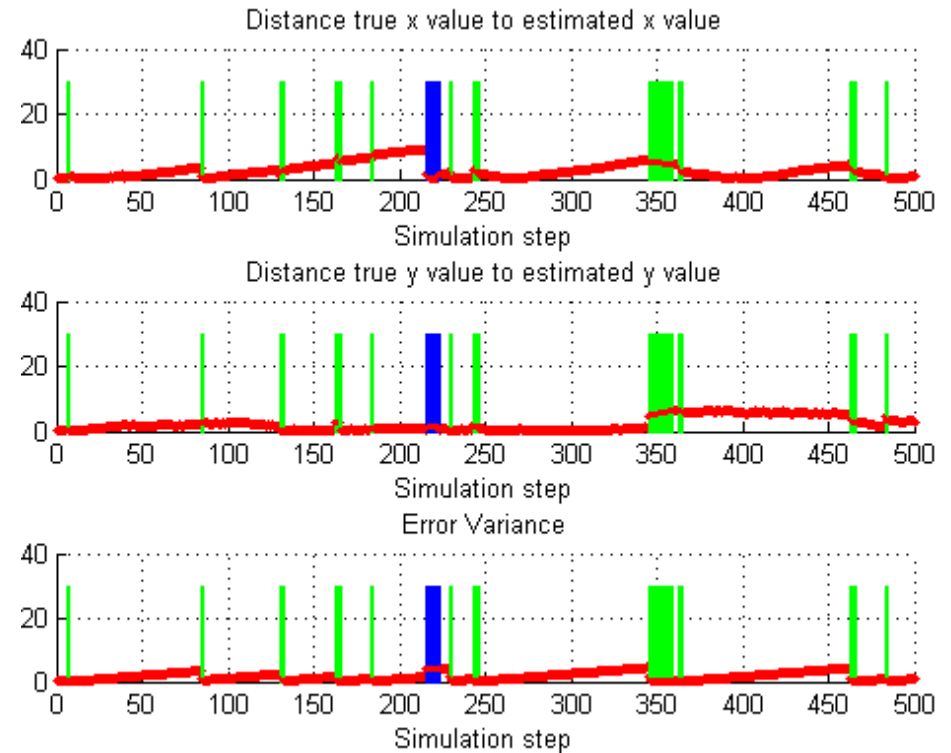 Distance true x value to estimated x value
40
20
0
0 50 100 150 200 250 300 350 400 450 500
Simulation step
Distance true y value to estimated y value
40
20
0
0 50 100 150 200 250 300 350 400 450 500
Simulation step
Error Variance
40
20
0
0 50 100 150 200 250 300 350 400 450 500
Simulation step